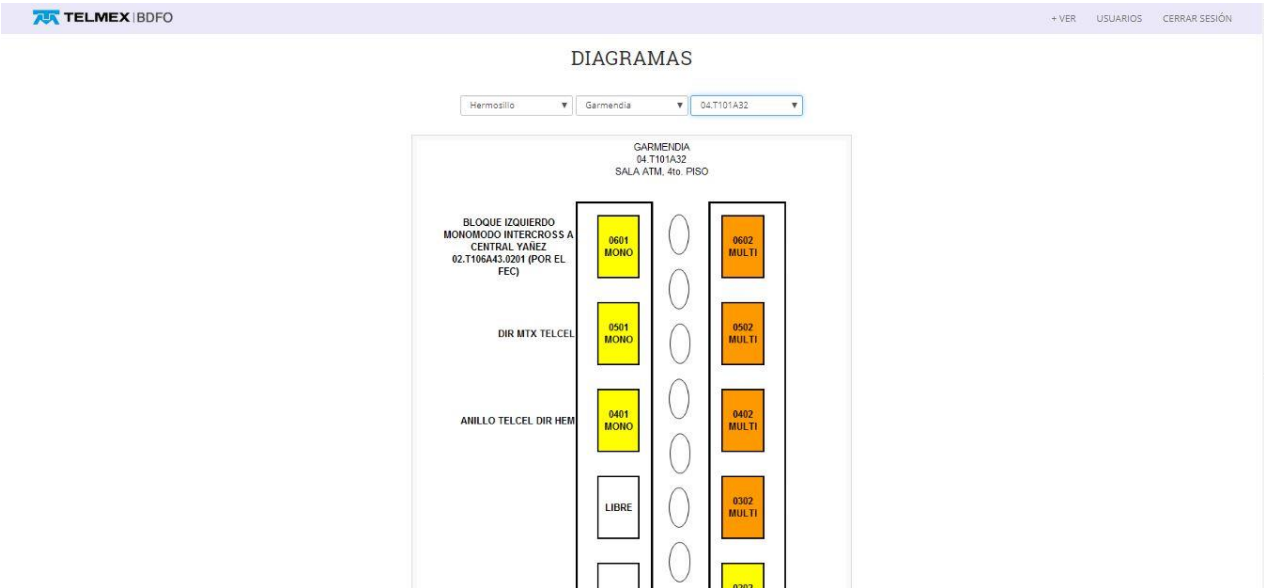 TELMEX | BDFO
+ VER USUARIOS CERRAR SESIÓN
DIAGRAMAS
Hermosillo Garmendia 04.T101A32
GARMENDIA
04.T101A32
SALA ATM, 4to. PISO
BLOQUE IZQUIERDO
MONOMODO INTERCROSS A
CENTRAL YAÑEZ
02.T106A43.0201 (POR EL
FEC)
0601
MONO
0602
MULTI
DIR MTX TELCEL
0501
MONO
0502
MULTI
ANILLO TELCEL DIR HEM
0401
MONO
0402
MULTI
LIBRE
0302
MULTI
0202